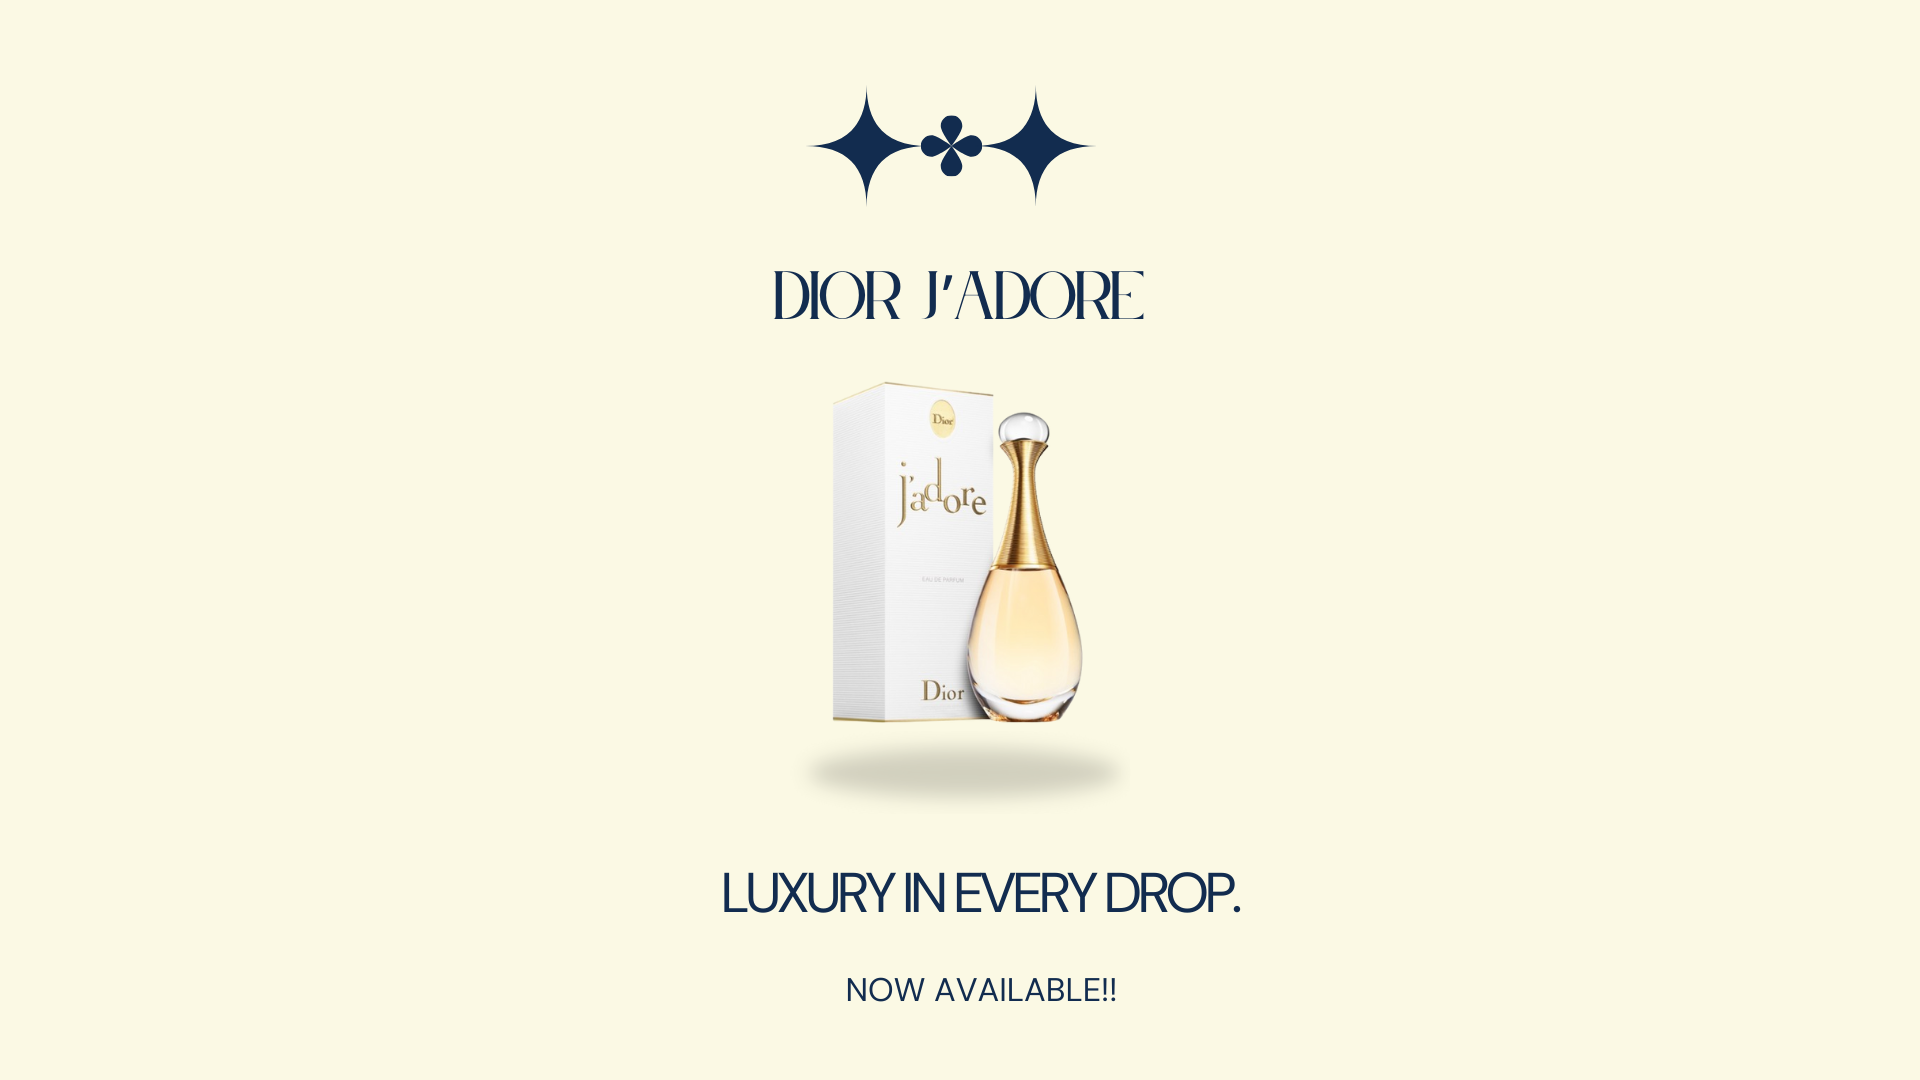 DIOR J'ADORE
Dior
j'adore
EAU DE PARFUM
Dior
LUXURY IN EVERY DROP.
NOW AVAILABLE!!